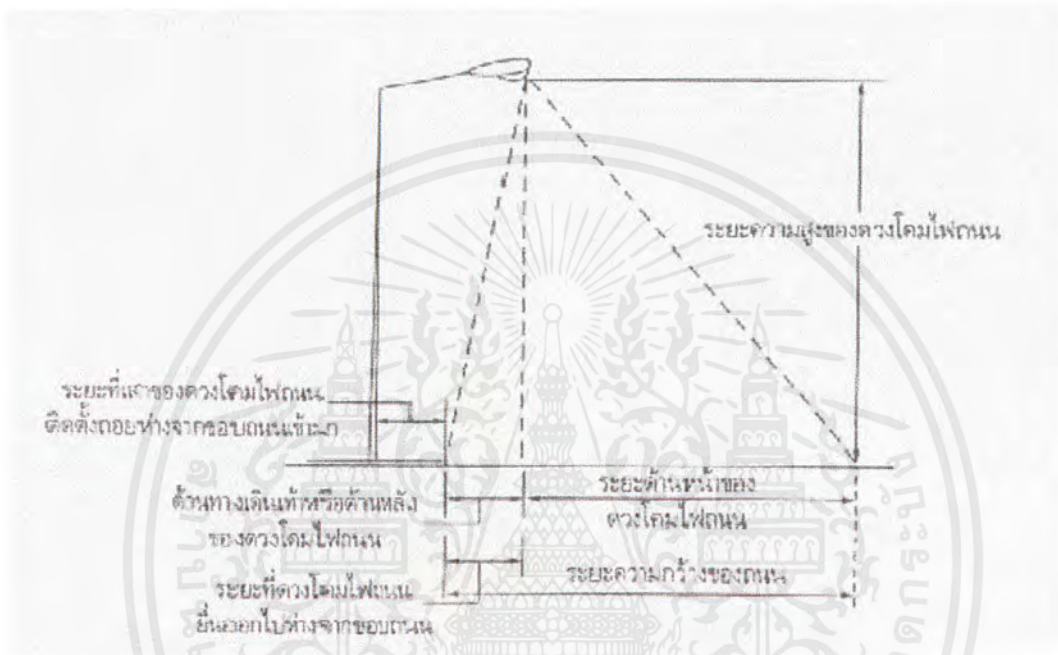 ระยะความสูงของดวงโคมไฟถนน
ระยะที่เสาของดวงโคมไฟถนน
ติดตั้งถอยห่างจากขอบถนนเข้ามา
ด้านทางเดินเท้าหรือด้านหลัง
ของดวงโคมไฟถนน
ระยะด้านหน้าของ
ดวงโคมไฟถนน
ระยะที่ดวงโคมไฟถนน
ยื่นออกไปห่างจากขอบถนน
ระยะความกว้างของถนน